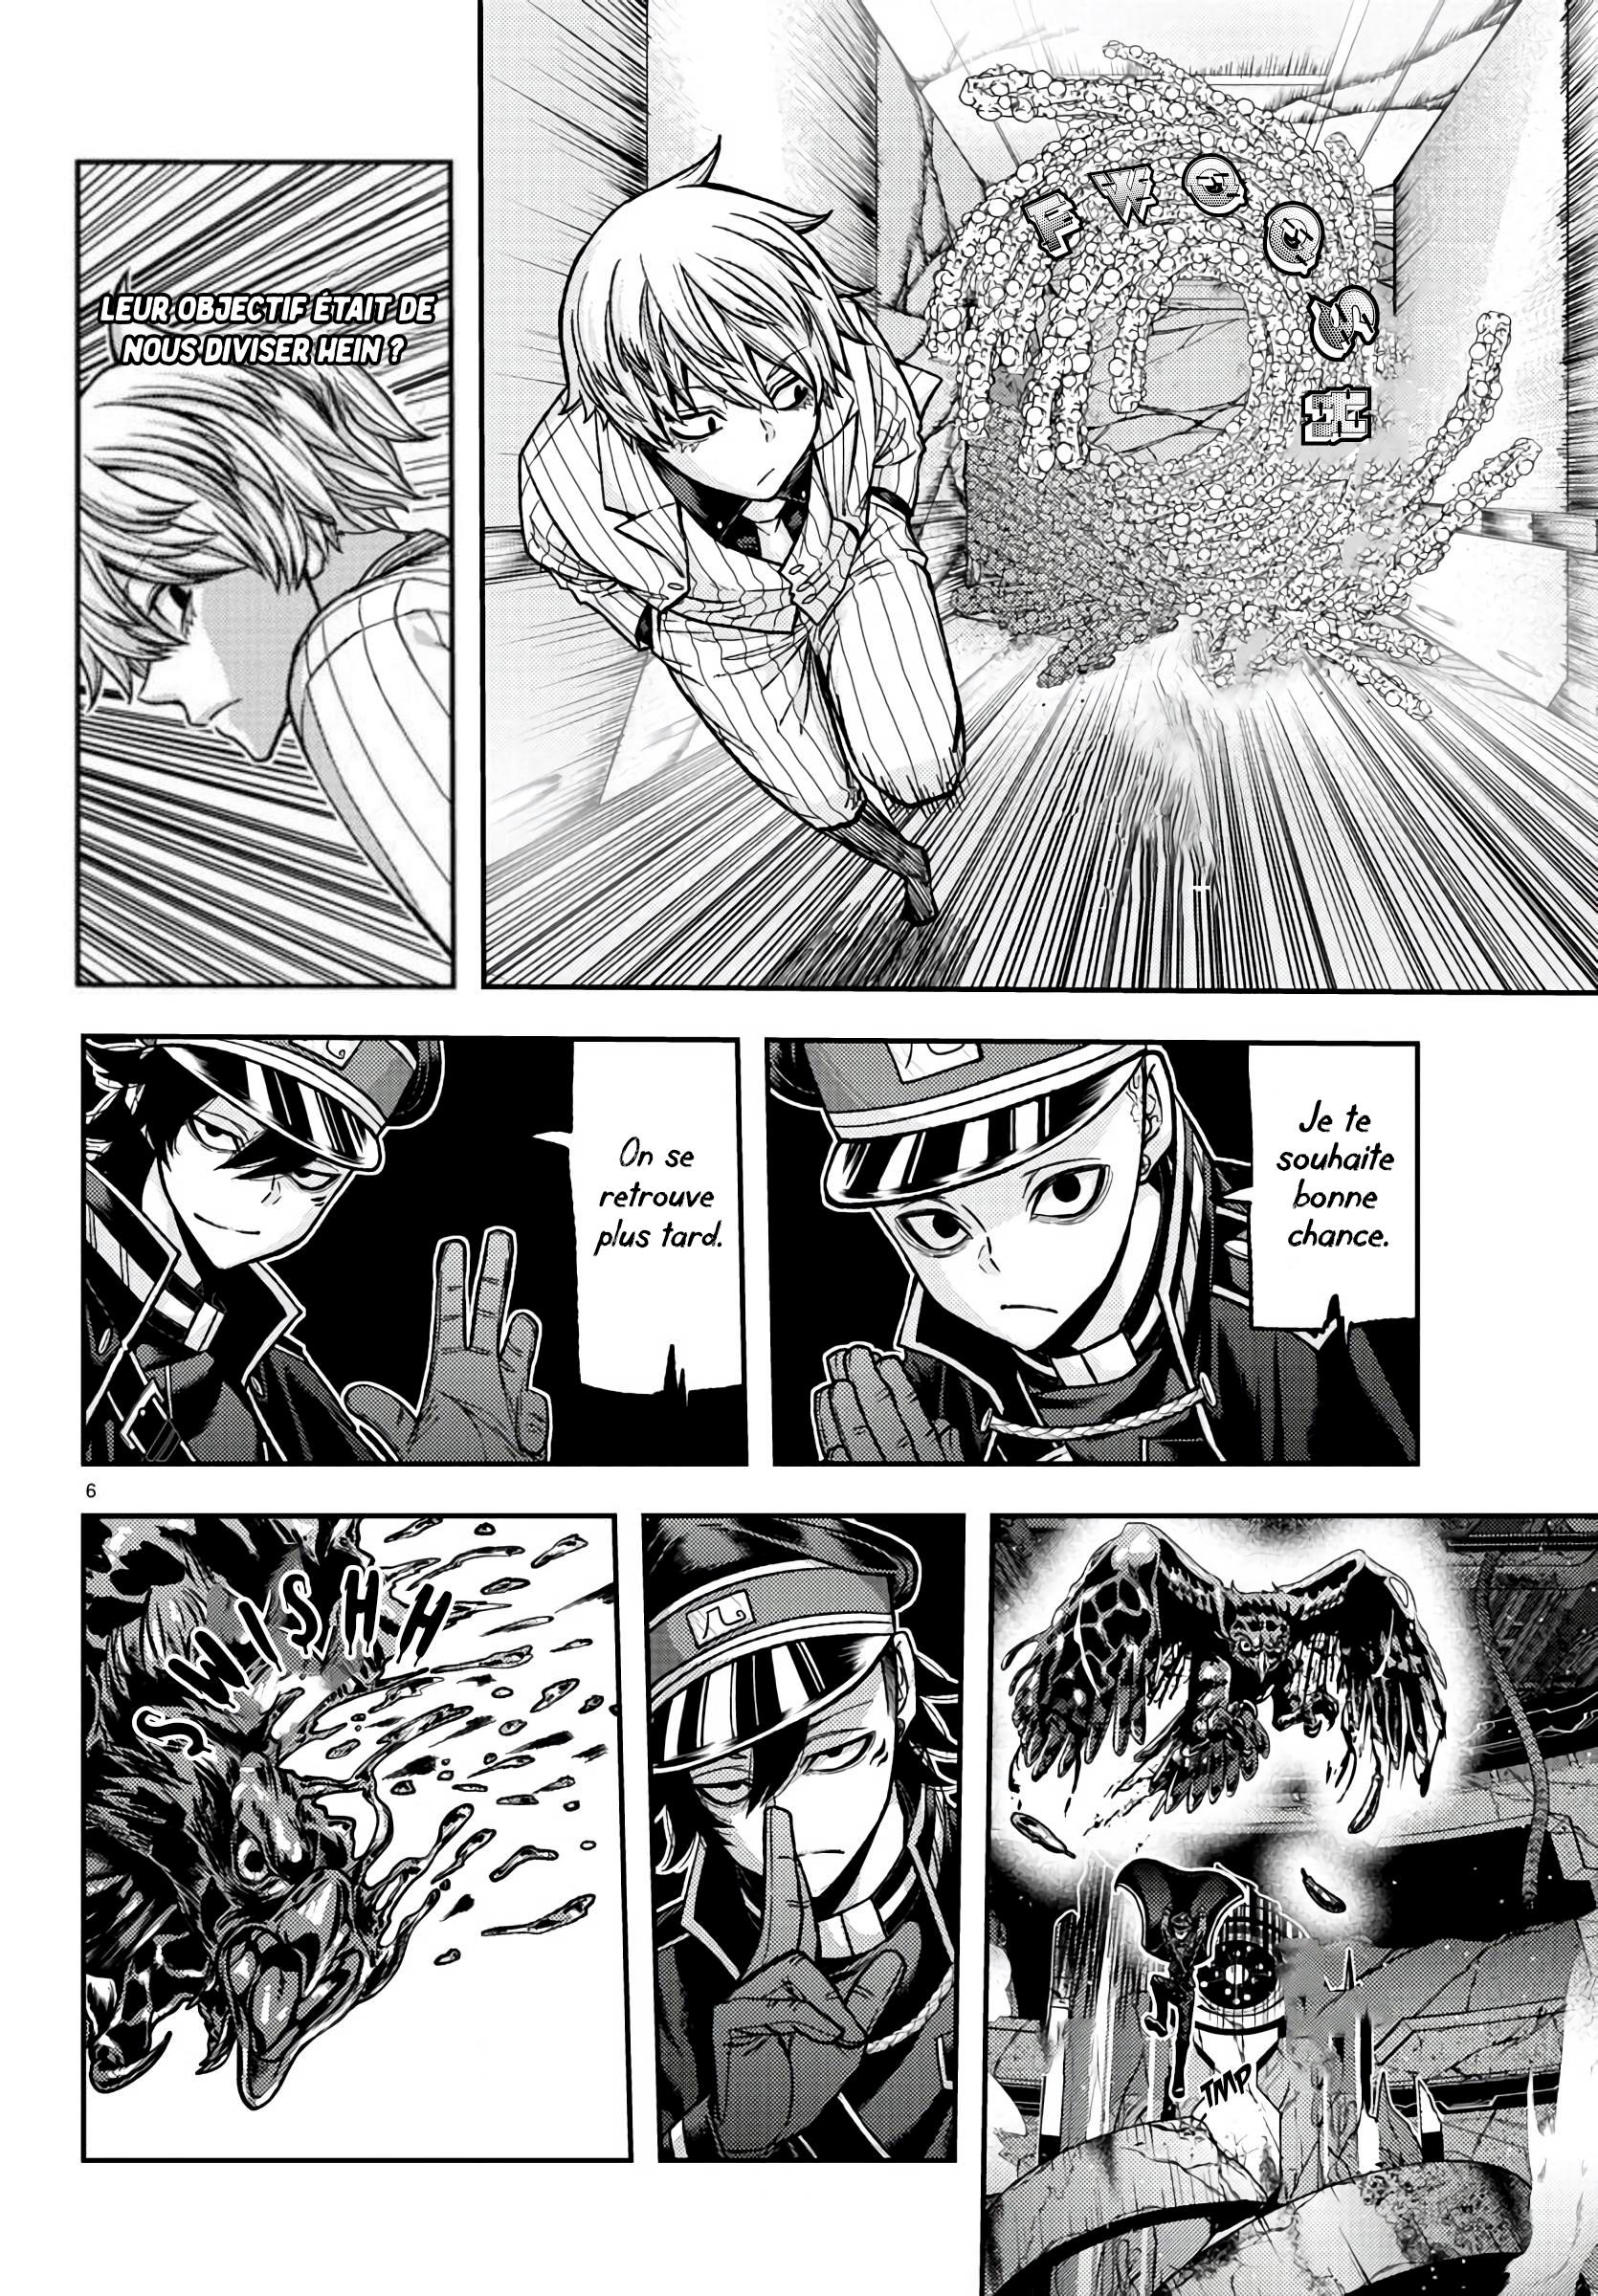 FWOOSH
LEUR OBJECTIF ÉTAIT DE
NOUS DIVISER HEIN ?
Je te
souhaite
bonne
chance.
On se
retrouve
plus tard.
6
TMP
SWISHH